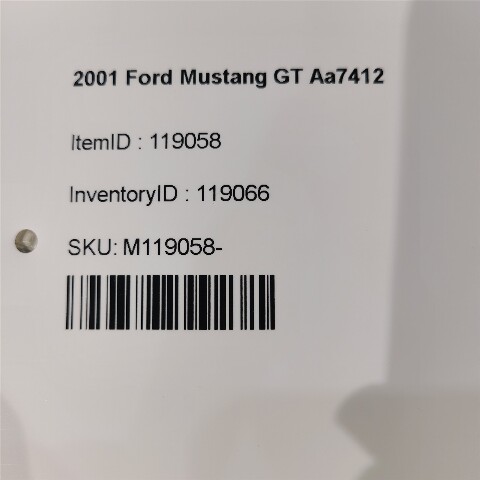 2001 Ford Mustang GT Aa7412
ItemID : 119058
InventoryID : 119066
SKU: M119058-